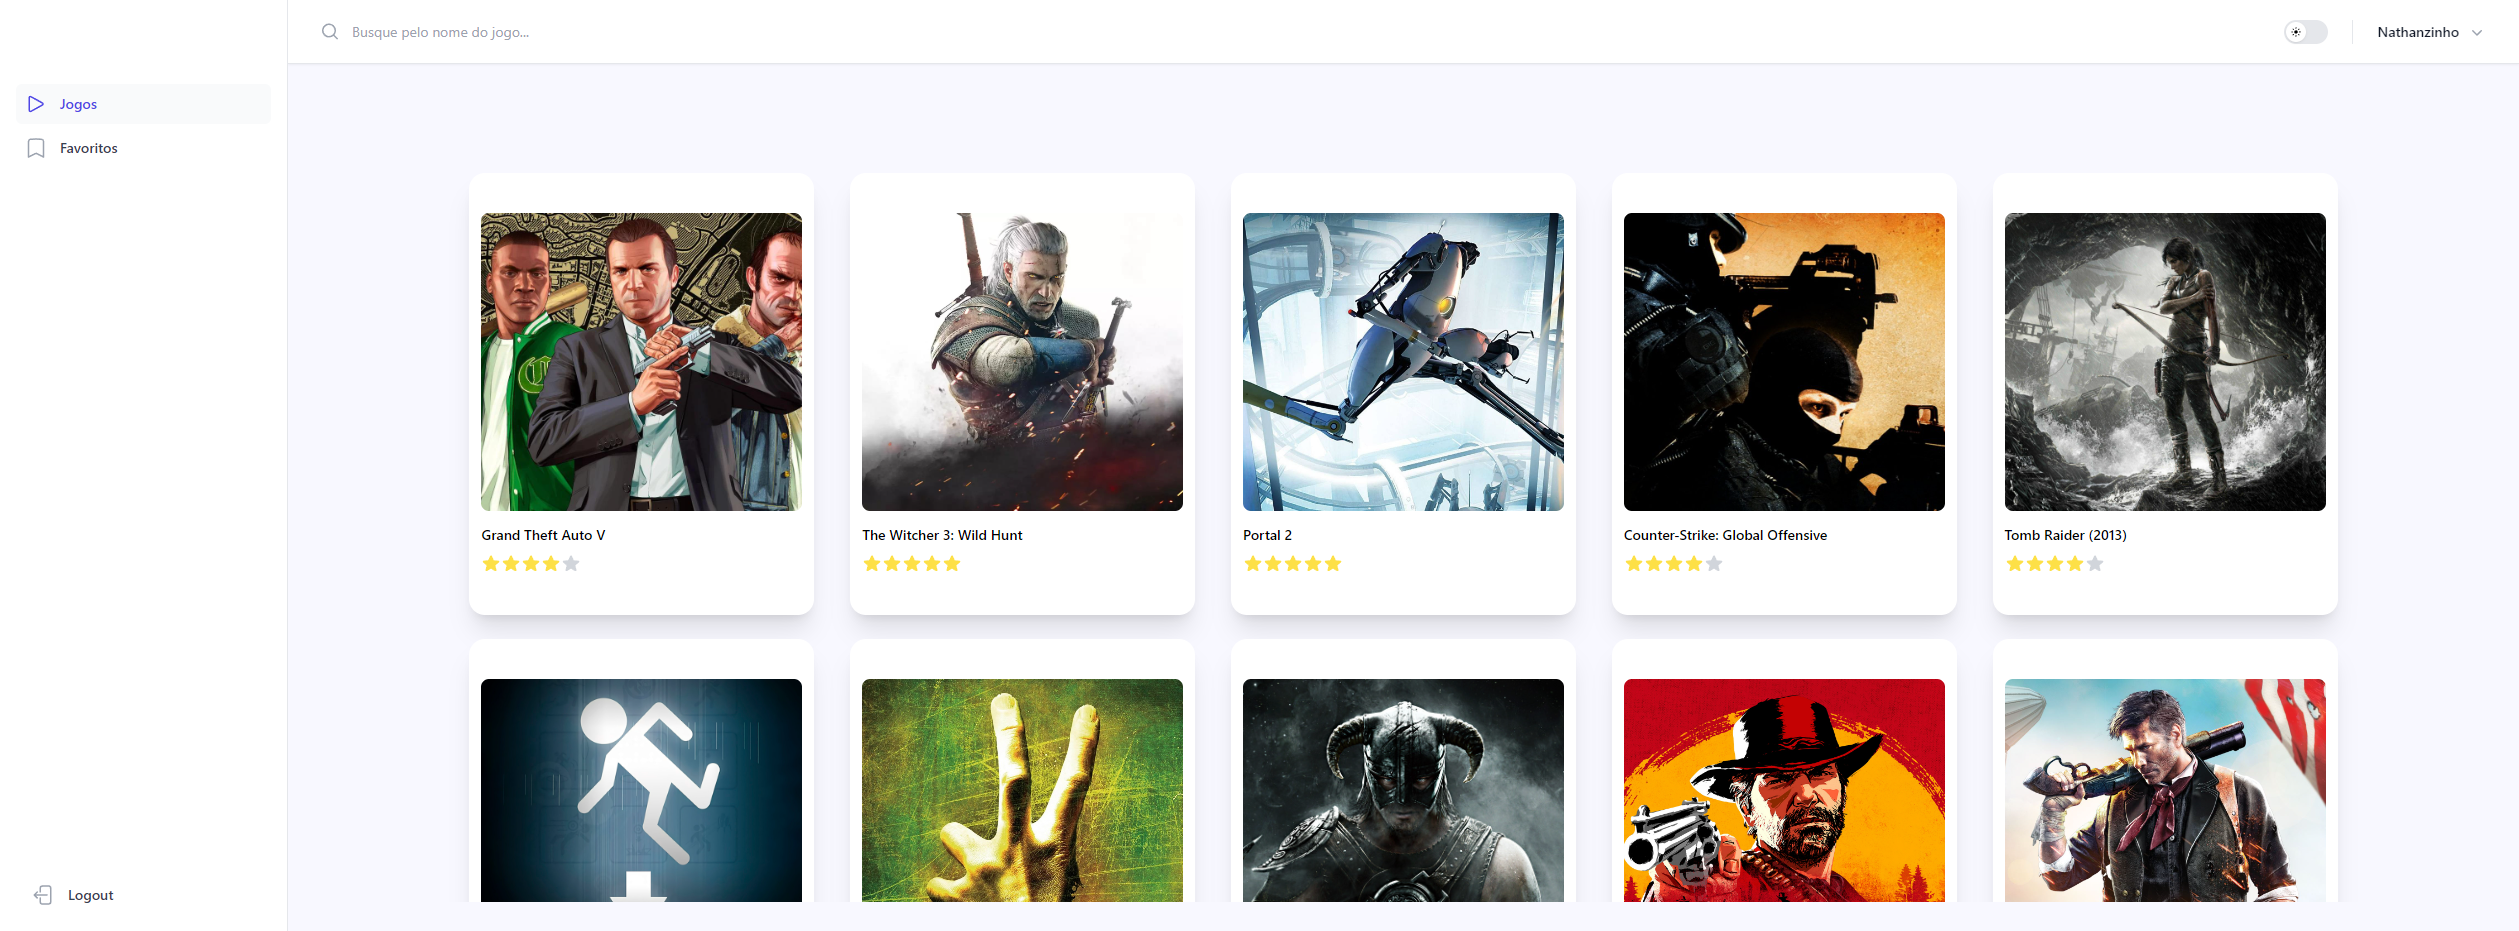 Busque pelo nome do jogo...
Nathanzinho
Jogos
Favoritos
Grand Theft Auto V
The Witcher 3: Wild Hunt
Portal 2
Counter-Strike: Global Offensive
Tomb Raider (2013)
Logout